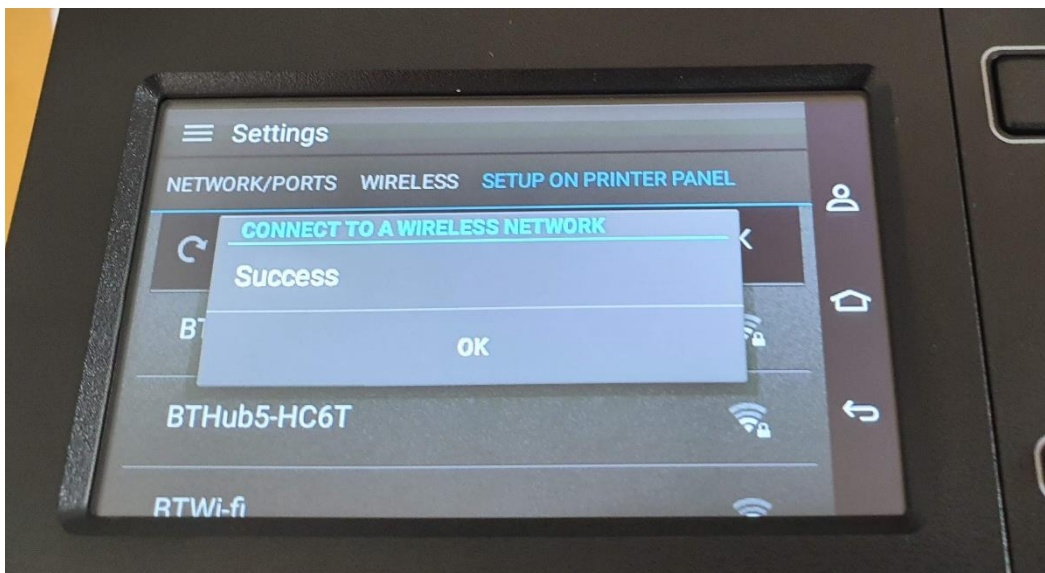 Settings
NETWORK/PORTS WIRELESS SETUP ON PRINTER PANEL
CONNECT TO A WIRELESS NETWORK
Success
OK
BTHub5-HC6T
BTWi-fi